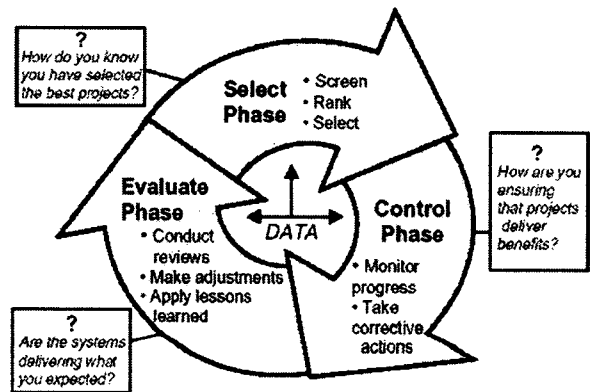 ?
How do you know
you have selected
the best projects?
Select
Phase
• Screen
• Rank
• Select
?
How are you
ensuring
that projects
deliver
benefits?
Evaluate
Phase
• Conduct
reviews
• Make adjustments
• Apply lessons
learned
DATA
Control
Phase
• Monitor
progress
• Take
corrective
actions
?
Are the systems
delivering what
you expected?